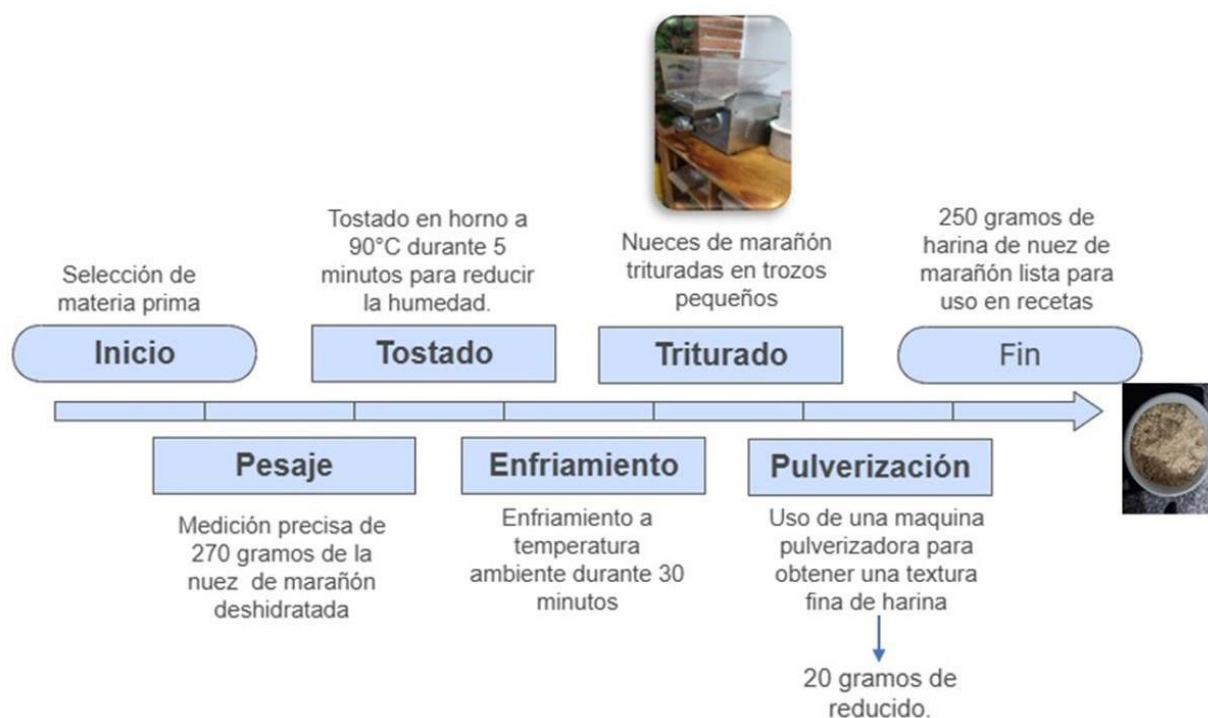 Selección de
materia prima
Inicio
Pesaje
Medición precisa de
270 gramos de la
nuez de marañón
deshidratada
Tostado en horno a
90°C durante 5
minutos para reducir
la humedad.
Tostado
Enfriamiento
Enfriamiento a
temperatura
ambiente durante 30
minutos
Nueces de marañón
trituradas en trozos
pequeños
Triturado
Pulverización
Uso de una maquina
pulverizadora para
obtener una textura
fina de harina
20 gramos de
reducido.
250 gramos de
harina de nuez de
marañón lista para
uso en recetas
Fin